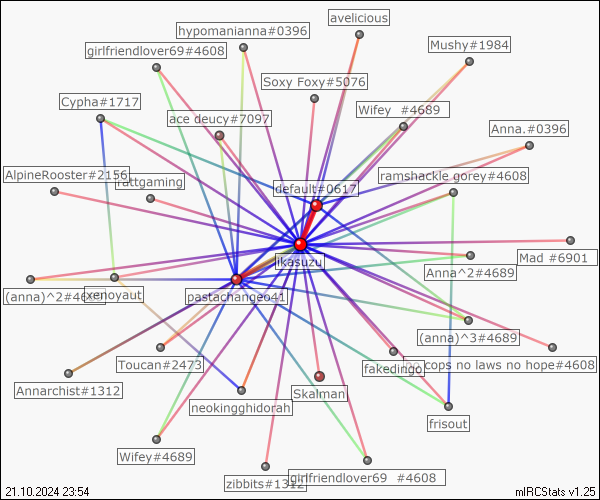 avelicious
hypomanianna#0396
girlfriendlover69#4608
Mushy#1984
Soxy Foxy#5076
Cypha#1717
Wifey #4689
ace deucy#7097
Anna.#0396
AlpineRooster#2156
rattgaming
default#0617
ramshackle gorey#4608
ikasuzu
Mad #6901
Anna^2#4689
(anna)^2#4
xenoyaut
pastachangeo41
(anna)^3#4689
Toucan#2473
fakedingo
cops no laws no hope#4608
Annarchist#1312
Skalman
neokingghidorah
frisout
Wifey#4689
zibbits#1312
girlfriendlover69 #4608
21.10.2024 23:54
mIRCStats v1.25